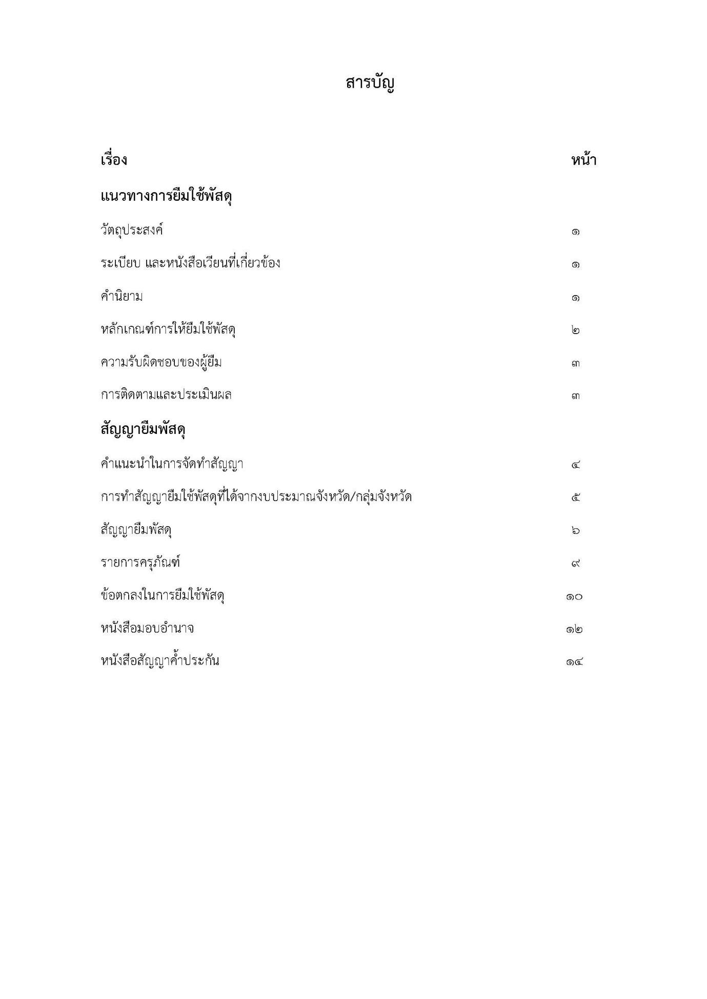 สารบัญ
เรื่อง หน้า
แนวทางการยืมใช้พัสดุ
วัตถุประสงค์ ๑
ระเบียบ และหนังสือเวียนที่เกี่ยวข้อง ๑
คำนิยาม ๑
หลักเกณฑ์การให้ยืมใช้พัสดุ ๒
ความรับผิดชอบของผู้ยืม ๓
การติดตามและประเมินผล ๓
สัญญายืมพัสดุ
คำแนะนำในการจัดทำสัญญา ๔
การทำสัญญายืมใช้พัสดุที่ได้จากงบประมาณจังหวัด/กลุ่มจังหวัด ๕
สัญญายืมพัสดุ ๖
รายการครุภัณฑ์ ๙
ข้อตกลงในการยืมใช้พัสดุ ๑๐
หนังสือมอบอำนาจ ๑๒
หนังสือสัญญาค้ำประกัน ๑๔